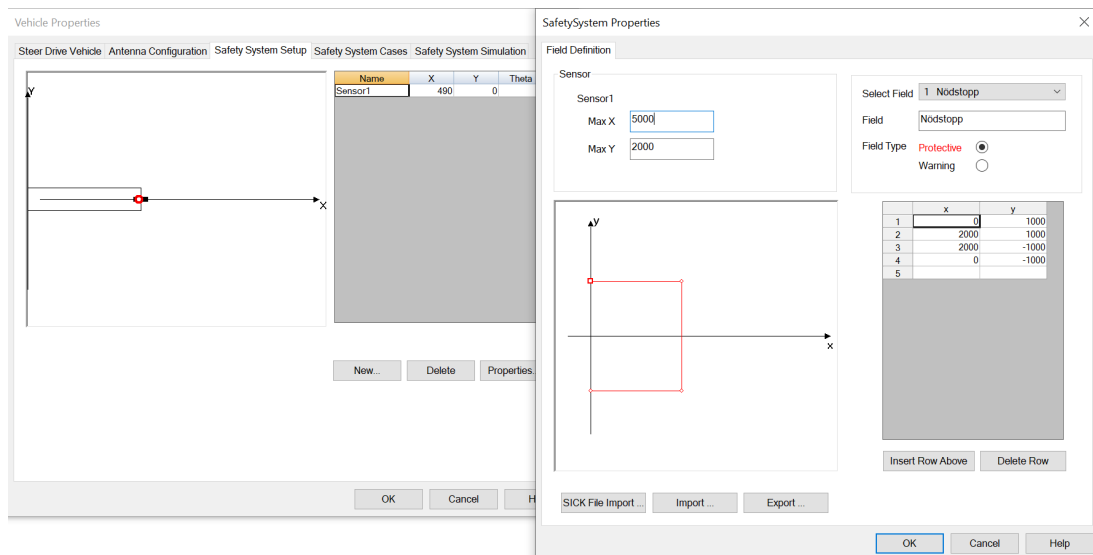 Vehicle Properties
Steer Drive Vehicle Antenna Configuration Safety System Setup Safety System Cases Safety System Simulation
Y
X
Name X Y Theta
Sensor1 490 0
New... Delete Properties.
OK Cancel H
SafetySystem Properties
Field Definition
Sensor
Sensor1
Max X 5000
Max Y 2000
Select Field 1 Nödstopp
Field Nödstopp
Field Type Protective
Warning
y
x
x y
1 0 1000
2 2000 1000
3 2000 -1000
4 0 -1000
5
Insert Row Above Delete Row
SICK File Import ... Import ... Export ...
OK Cancel Help